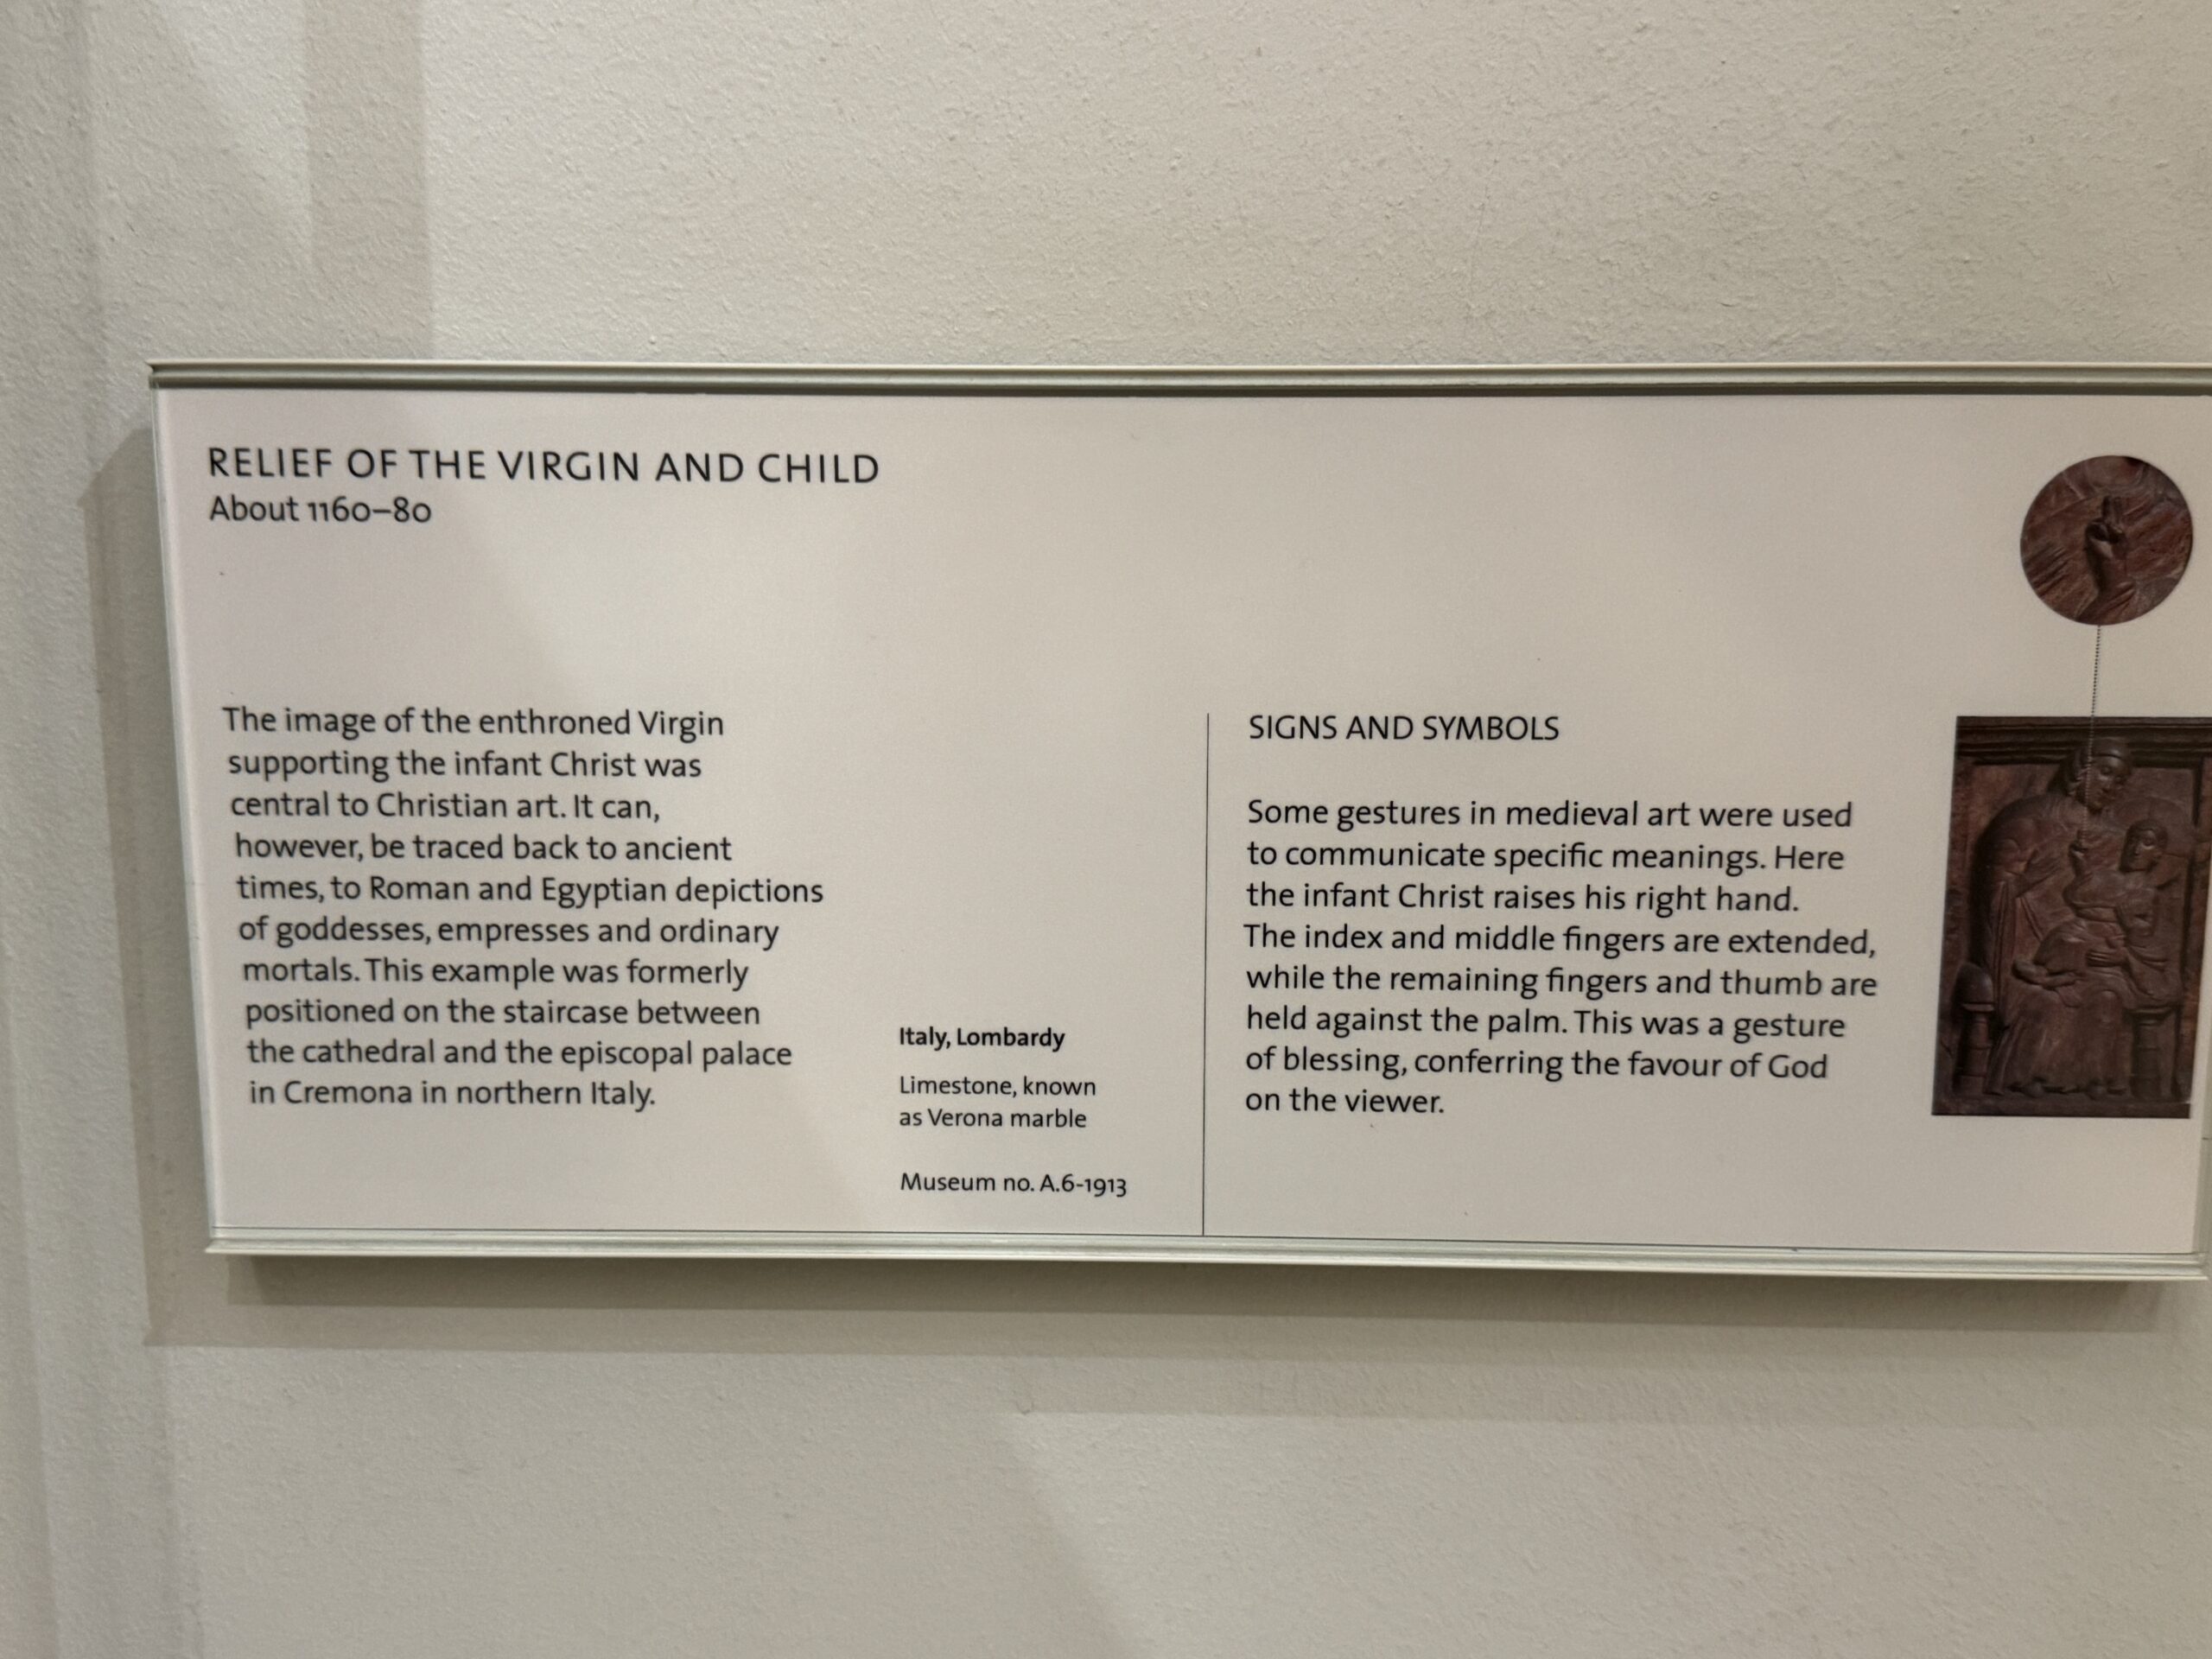 RELIEF OF THE VIRGIN AND CHILD
About 1160–80
The image of the enthroned Virgin
supporting the infant Christ was
central to Christian art. It can,
however, be traced back to ancient
times, to Roman and Egyptian depictions
of goddesses, empresses and ordinary
mortals. This example was formerly
positioned on the staircase between
the cathedral and the episcopal palace
in Cremona in northern Italy.
Italy, Lombardy
Limestone, known
as Verona marble
Museum no. A.6-1913
SIGNS AND SYMBOLS
Some gestures in medieval art were used
to communicate specific meanings. Here
the infant Christ raises his right hand.
The index and middle fingers are extended,
while the remaining fingers and thumb are
held against the palm. This was a gesture
of blessing, conferring the favour of God
on the viewer.